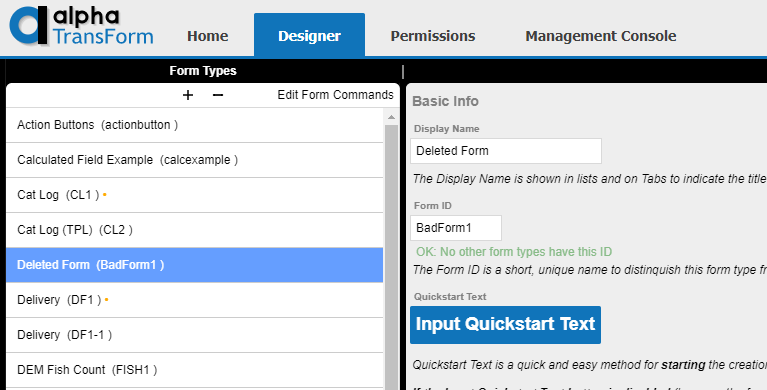 alpha
TransForm
Home
Designer
Permissions
Management Console
Form Types
+ −
Edit Form Commands
Action Buttons (actionbutton )
Calculated Field Example (calcexample )
Cat Log (CL1 ) •
Cat Log (TPL) (CL2 )
Deleted Form (BadForm1 )
Delivery (DF1 ) •
Delivery (DF1-1 )
DEM Fish Count (FISH1 )
Basic Info
Display Name
Deleted Form
The Display Name is shown in lists and on Tabs to indicate the title
Form ID
BadForm1
OK: No other form types have this ID
The Form ID is a short, unique name to distinquish this form type fr
Quickstart Text
Input Quickstart Text
Quickstart Text is a quick and easy method for starting the creation